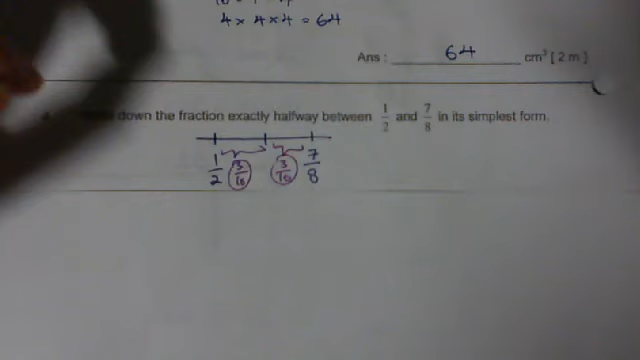 4 × 4 × 4 = 64
Ans : 64 cm³ [ 2 m ]
down the fraction exactly halfway between 1/2 and 7/8 in its simplest form.
1/2 3/16 3/16 7/8